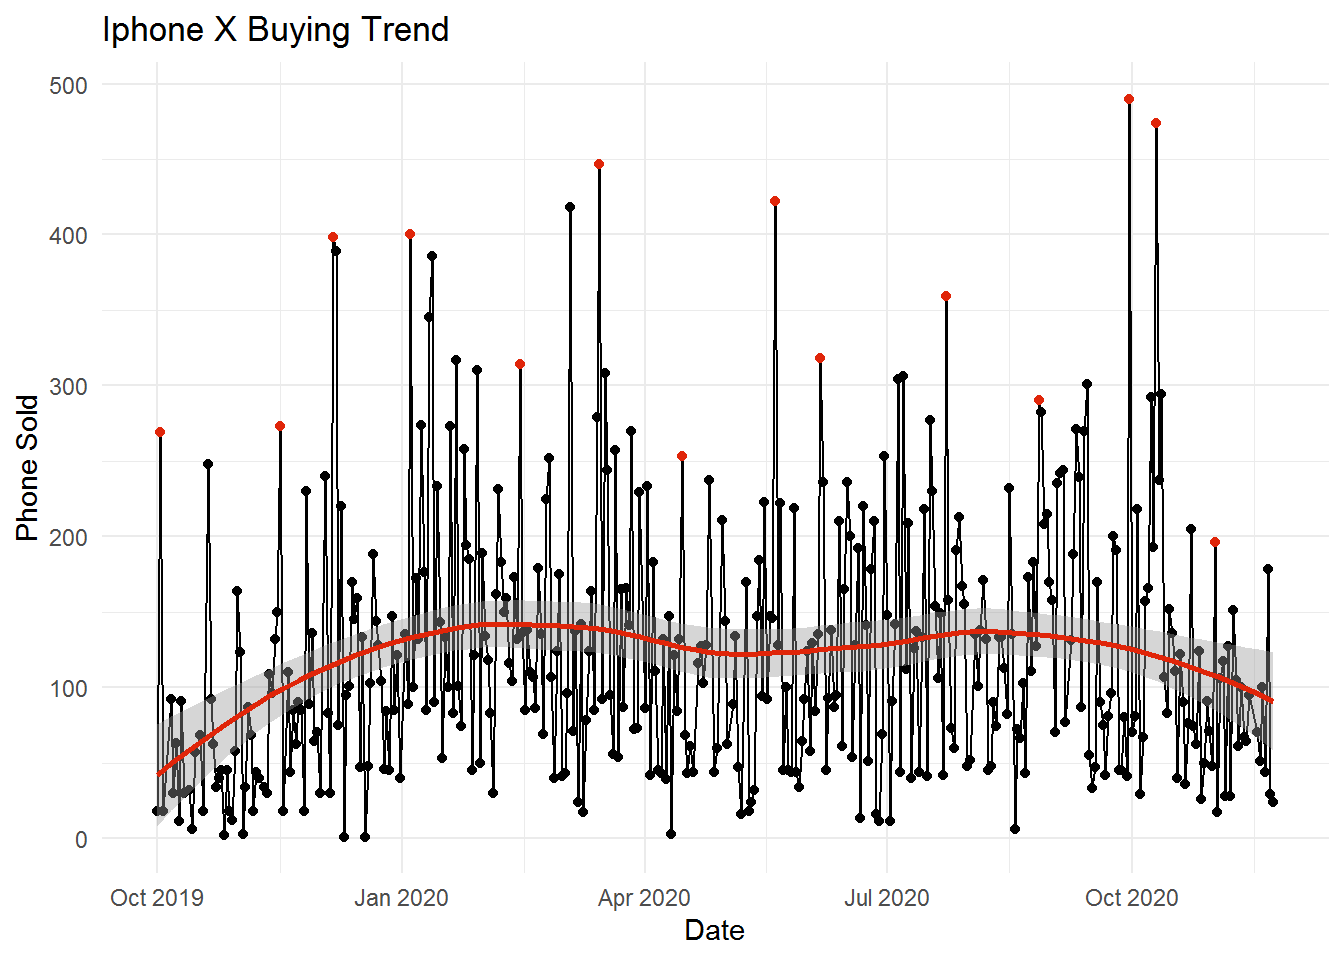 Iphone X Buying Trend
500
400
300
200
100
0
Phone Sold
Oct 2019
Jan 2020
Apr 2020
Jul 2020
Oct 2020
Date